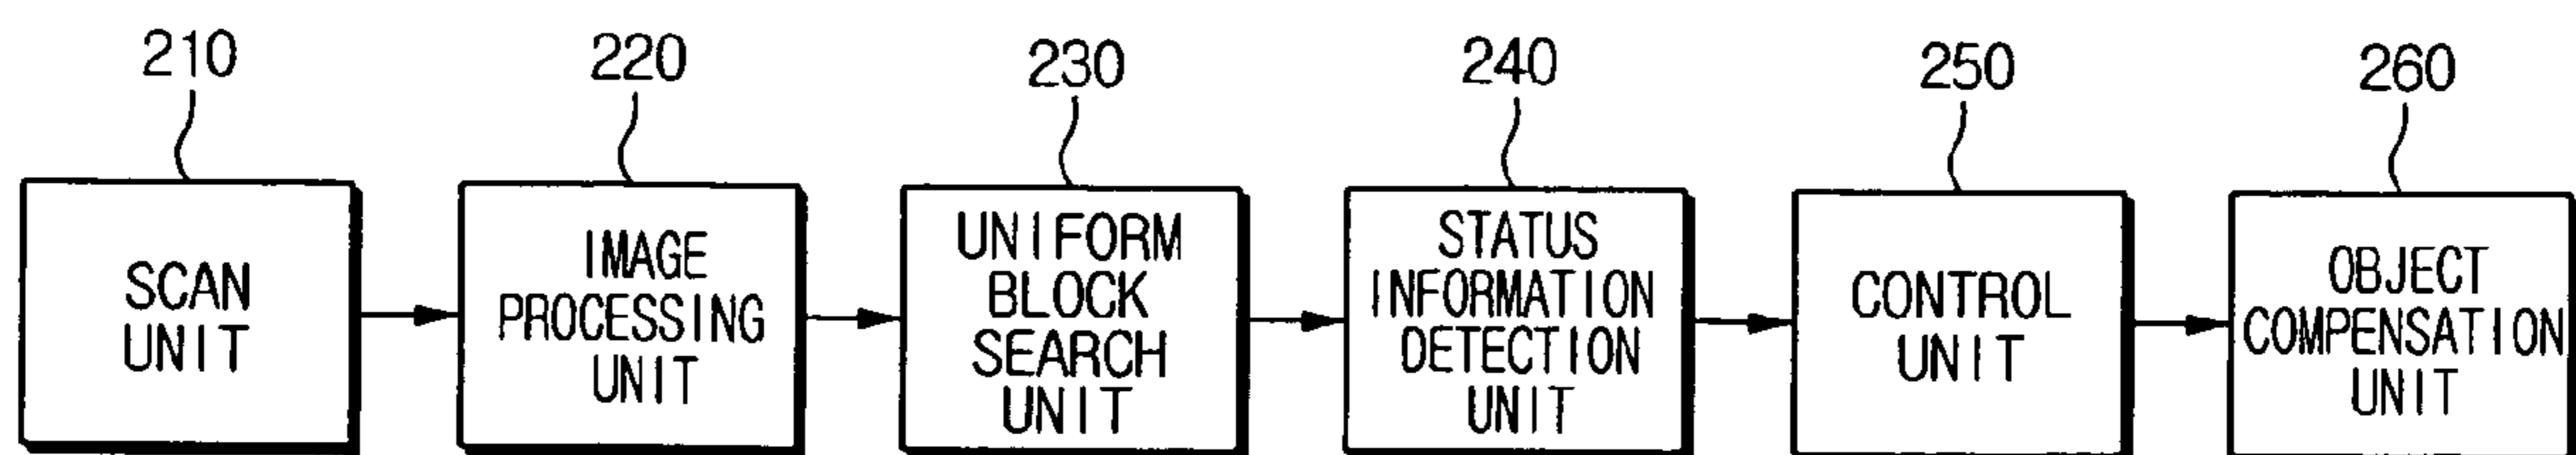 210
220
230
240
250
260
SCAN
UNIT
IMAGE
PROCESSING
UNIT
UNIFORM
BLOCK
SEARCH
UNIT
STATUS
INFORMATION
DETECTION
UNIT
CONTROL
UNIT
OBJECT
COMPENSATION
UNIT